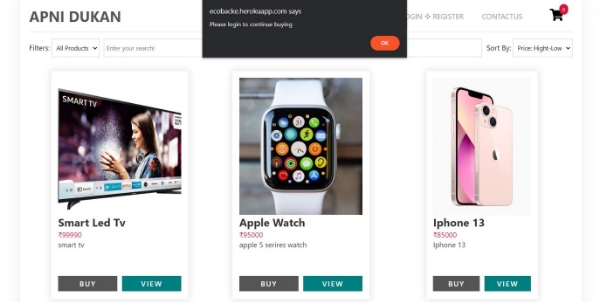 ecobacke.herokuapp.com says
Please login to continue buying.
OK
APNI DUKAN
OGIN REGISTER
CONTACTUS
0
Filters:
All Products
Enter your search!
Sort By:
Price: Hight-Low
SMART TV
Smart Led Tv
₹99990
smart tv
BUY
VIEW
Apple Watch
₹95000
apple 5 serires watch
BUY
VIEW
Iphone 13
₹85000
Iphone 13
BUY
VIEW